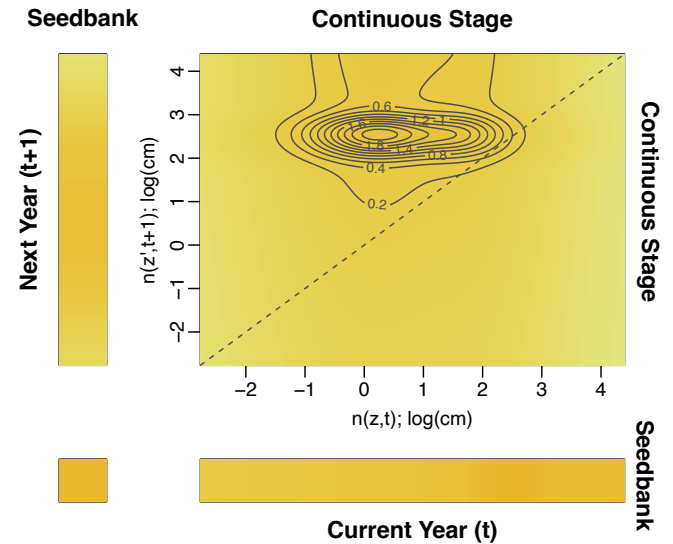 Seedbank
Continuous Stage
Next Year (t+1)
n(z',t+1); log(cm)
4
3
2
1
0
−1
−2
0.6
1.6
1.2
1
1.8
1.4
0.8
0.4
0.2
Continuous Stage
−2
−1
0
1
2
3
4
n(z,t); log(cm)
Seedbank
Current Year (t)